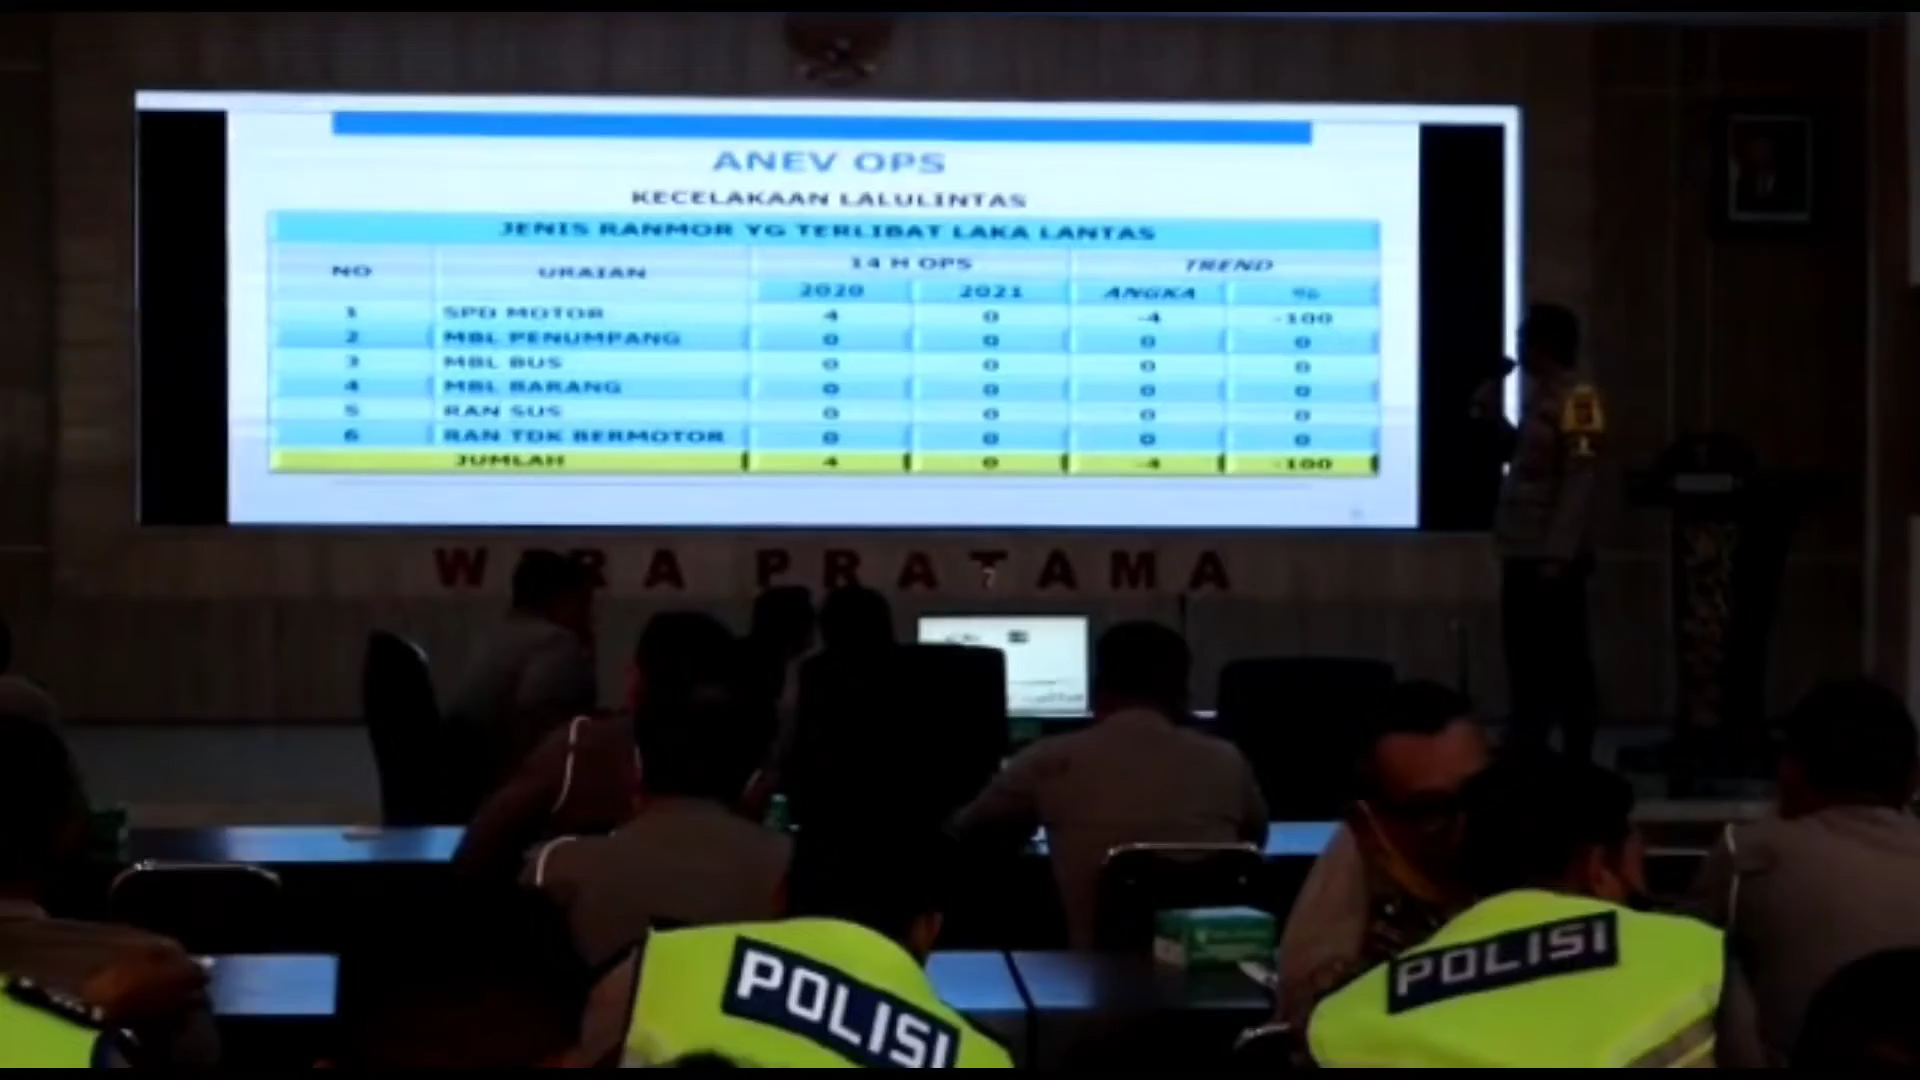 ANEV OPS
KECELAKAAN LALULINTAS
JENIS RANMOR YG TERLIBAT LAKA LANTAS
NO URAIAN 14 H OPS TREND
2020 2021 ANGKA %
1 SPD MOTOR 4 0 -4 -100
2 MBL PENUMPANG 0 0 0 0
3 MBL BUS 0 0 0 0
4 MBL BARANG 0 0 0 0
5 RAN SUS 0 0 0 0
6 RAN TDK BERMOTOR 0 0 0 0
JUMLAH 4 0 -4 -100
WIRA PRATAMA
POLISI
POLISI